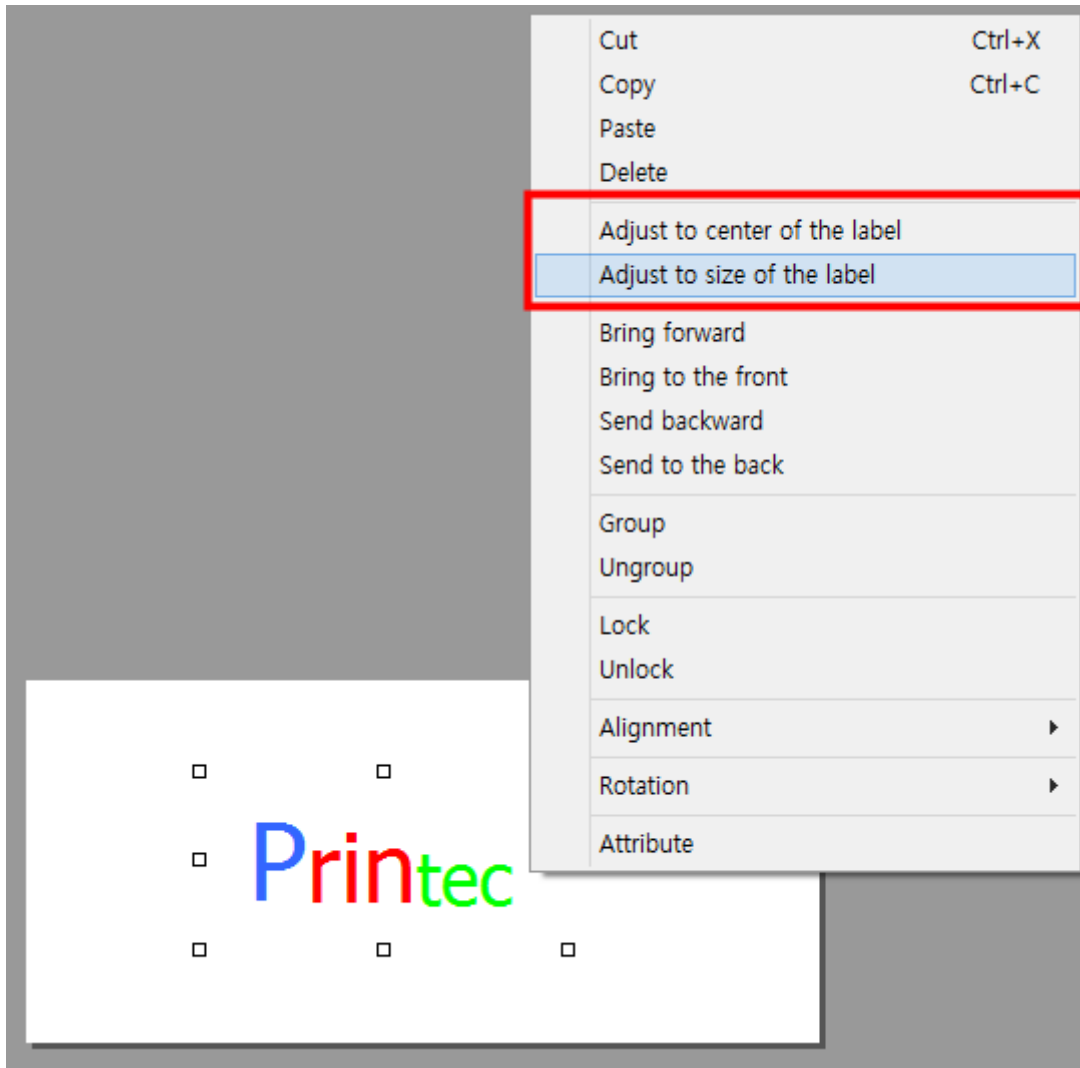 Cut Ctrl+X
Copy Ctrl+C
Paste
Delete
Adjust to center of the label
Adjust to size of the label
Bring forward
Bring to the front
Send backward
Send to the back
Group
Ungroup
Lock
Unlock
Alignment
Rotation
Attribute
Printec